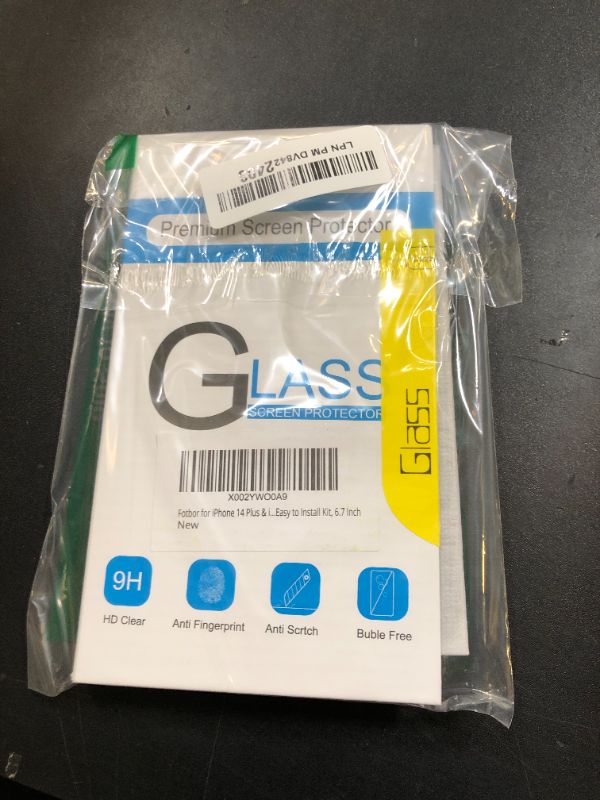 LPN PM DV8422403
Premium Screen Protector
GLASS
SCREEN PROTECTOR
Glass
X002YWO0A9
Fotbor for iPhone 14 Plus & i...Easy to Install Kit, 6.7 Inch
New
9H
HD Clear
Anti Fingerprint
Anti Scrtch
Buble Free